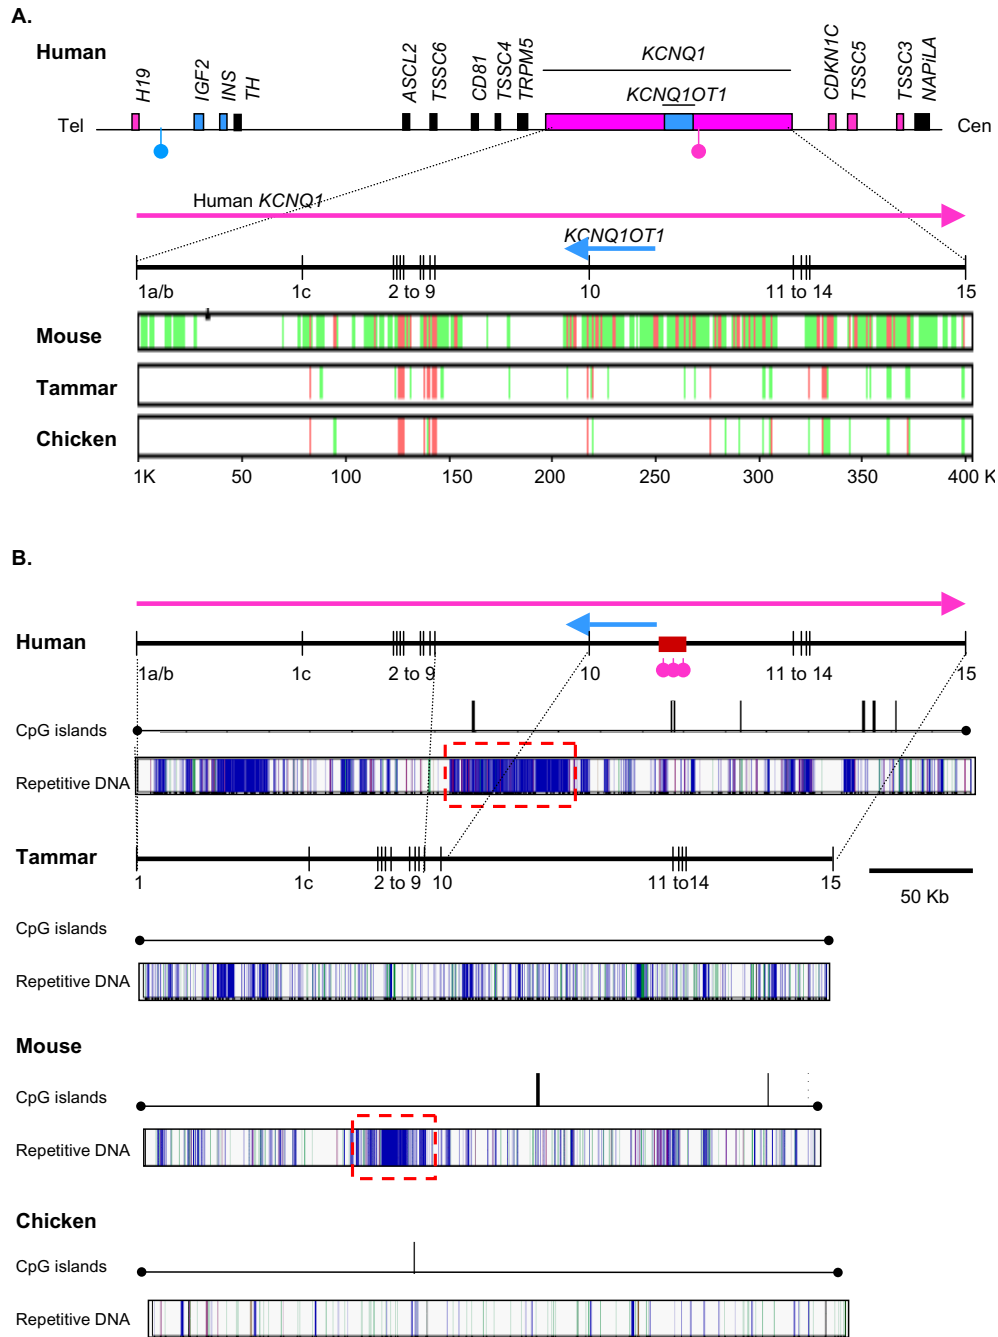 A.
Human
H19
IGF2
INS
TH
ASCL2
TSSC6
CD81
TSSC4
TRPM5
KCNQ1
KCNQ1OT1
CDKN1C
TSSC5
TSSC3
NAPiLA
Tel
Cen
Human KCNQ1
KCNQ1OT1
1a/b 1c 2 to 9 10 11 to 14 15
Mouse
Tammar
Chicken
1K 50 100 150 200 250 300 350 400 K
B.
Human
1a/b 1c 2 to 9 10 11 to 14 15
CpG islands
Repetitive DNA
Tammar
1 1c 2 to 9 10 11 to14 15
50 Kb
CpG islands
Repetitive DNA
Mouse
CpG islands
Repetitive DNA
Chicken
CpG islands
Repetitive DNA